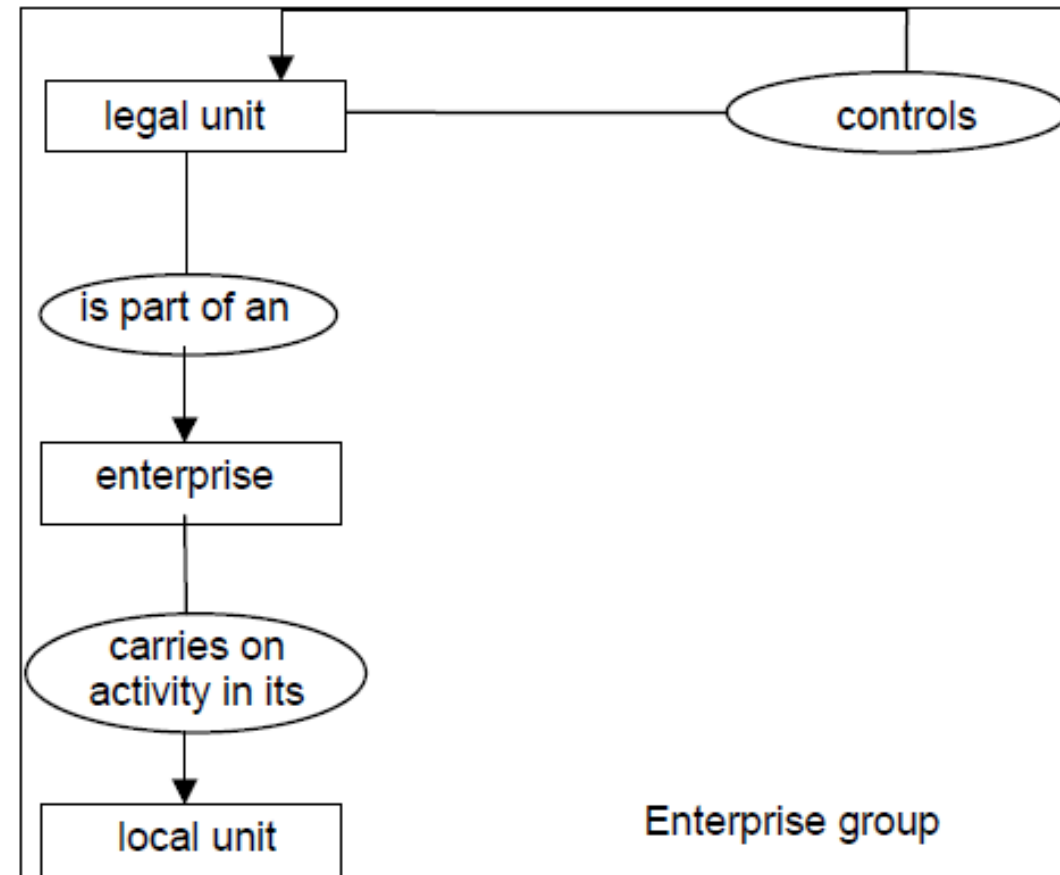 legal unit
controls
is part of an
enterprise
carries on
activity in its
local unit
Enterprise group